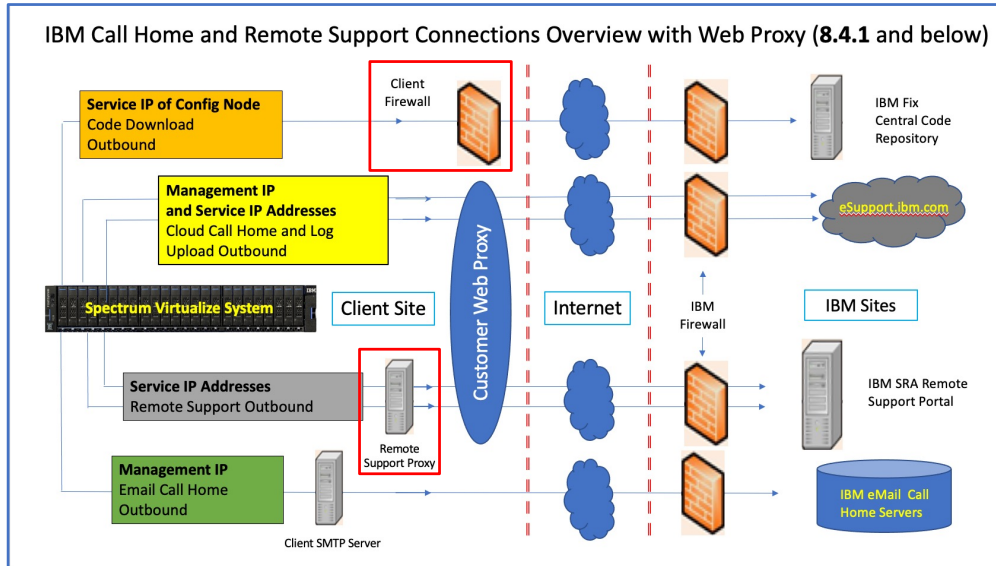 IBM Call Home and Remote Support Connections Overview with Web Proxy (8.4.1 and below)
Service IP of Config Node
Code Download
Outbound
Client
Firewall
IBM Fix
Central Code
Repository
Management IP
and Service IP Addresses
Cloud Call Home and Log
Upload Outbound
eSupport.ibm.com
Customer Web Proxy
Spectrum Virtualize System
IBM
Client Site
Internet
IBM
Firewall
IBM Sites
Service IP Addresses
Remote Support Outbound
Remote
Support Proxy
IBM SRA Remote
Support Portal
Management IP
Email Call Home
Outbound
Client SMTP Server
IBM eMail Call
Home Servers